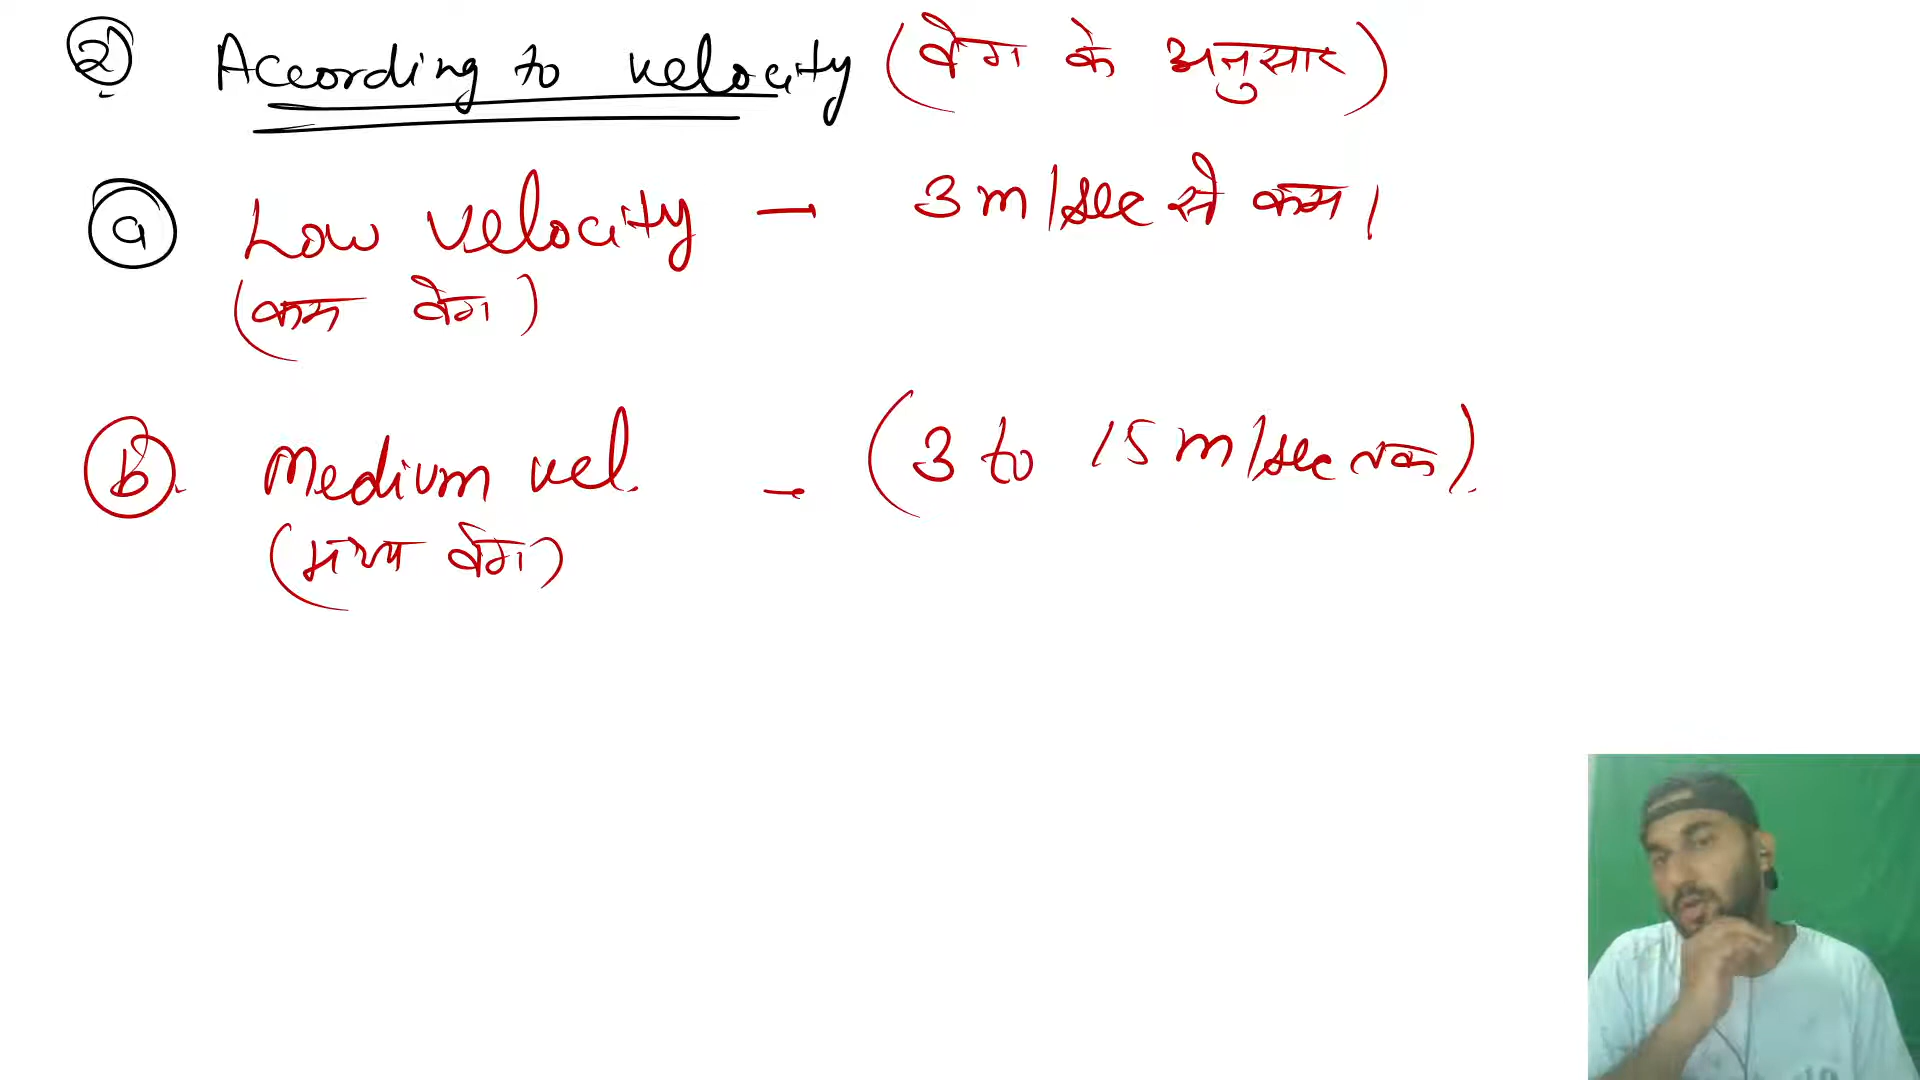 2) According to velocity (वेग के अनुसार)
a Low velocity - 3 m/sec से कम।
(कम वेग)
b. Medium vel. - (3 to 15 m/sec तक).
(मध्य वेग)